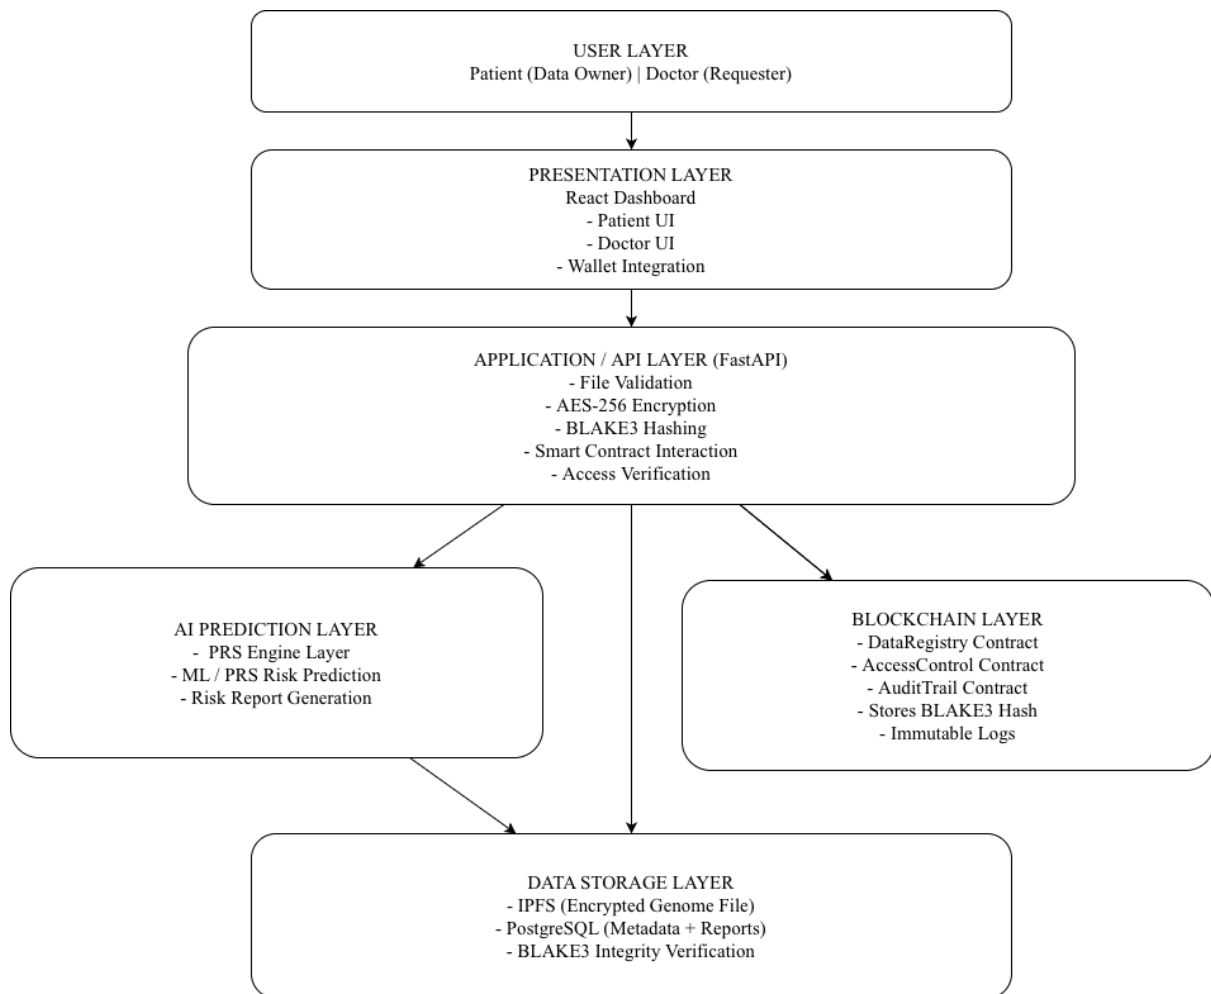 USER LAYER
Patient (Data Owner) | Doctor (Requester)
PRESENTATION LAYER
React Dashboard
- Patient UI
- Doctor UI
- Wallet Integration
APPLICATION / API LAYER (FastAPI)
- File Validation
- AES-256 Encryption
- BLAKE3 Hashing
- Smart Contract Interaction
- Access Verification
AI PREDICTION LAYER
- PRS Engine Layer
- ML / PRS Risk Prediction
- Risk Report Generation
BLOCKCHAIN LAYER
- DataRegistry Contract
- AccessControl Contract
- AuditTrail Contract
- Stores BLAKE3 Hash
- Immutable Logs
DATA STORAGE LAYER
- IPFS (Encrypted Genome File)
- PostgreSQL (Metadata + Reports)
- BLAKE3 Integrity Verification